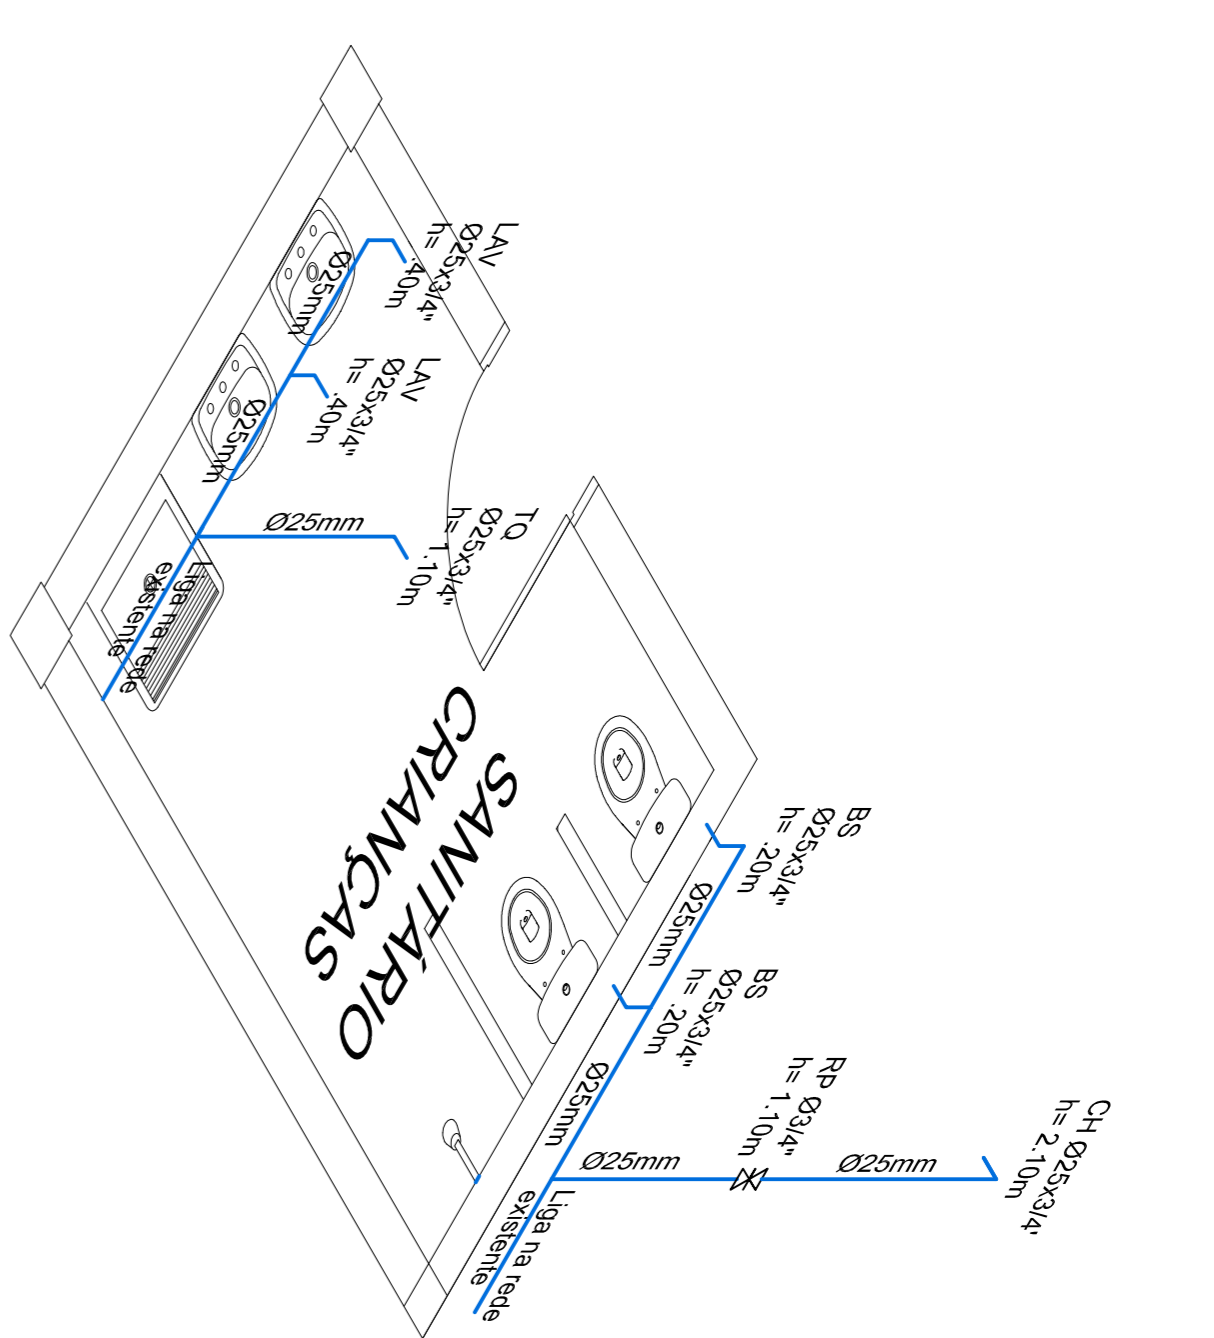 LAV
Ø25x3/4"
h= .40m
Ø25mm
LAV
Ø25x3/4"
h= .40m
Ø25mm
Ø25mm
TQ
Ø25x3/4"
h= 1.10m
Liga na rede
existente
SANITÁRIO
CRIANÇAS
BS
Ø25x3/4"
h= .20m
Ø25mm
BS
Ø25x3/4"
h= .20m
Ø25mm
RP Ø3/4"
h= 1.10m
Ø25mm
Ø25mm
CH Ø25x3/4"
h= 2.10m
Liga na rede
existente